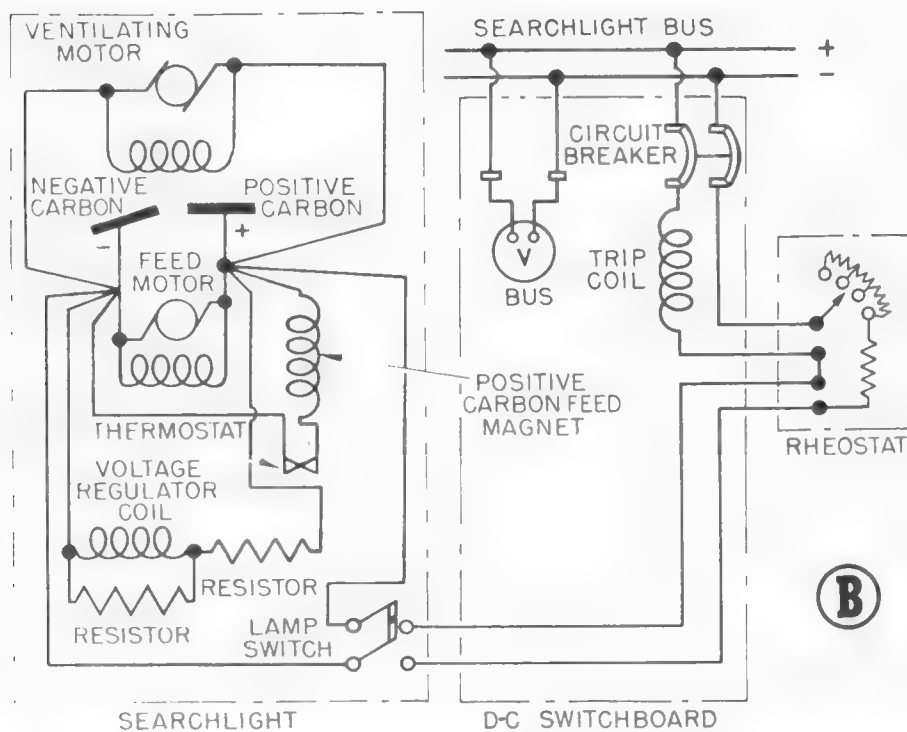 VENTILATING
MOTOR
SEARCHLIGHT BUS
+
-
CIRCUIT
BREAKER
NEGATIVE
CARBON
POSITIVE
CARBON
-
+
FEED
MOTOR
V
BUS
TRIP
COIL
POSITIVE
CARBON FEED
MAGNET
THERMOSTAT
RHEOSTAT
VOLTAGE
REGULATOR
COIL
RESISTOR
RESISTOR
LAMP
SWITCH
B
SEARCHLIGHT
D-C SWITCHBOARD